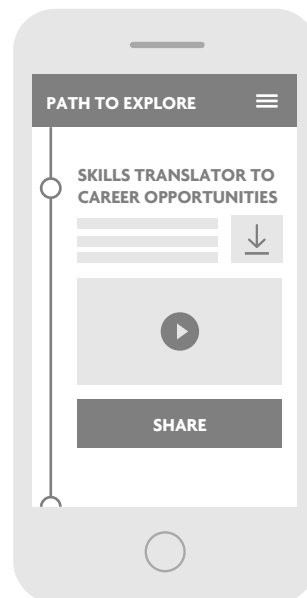 PATH TO EXPLORE
SKILLS TRANSLATOR TO
CAREER OPPORTUNITIES
SHARE